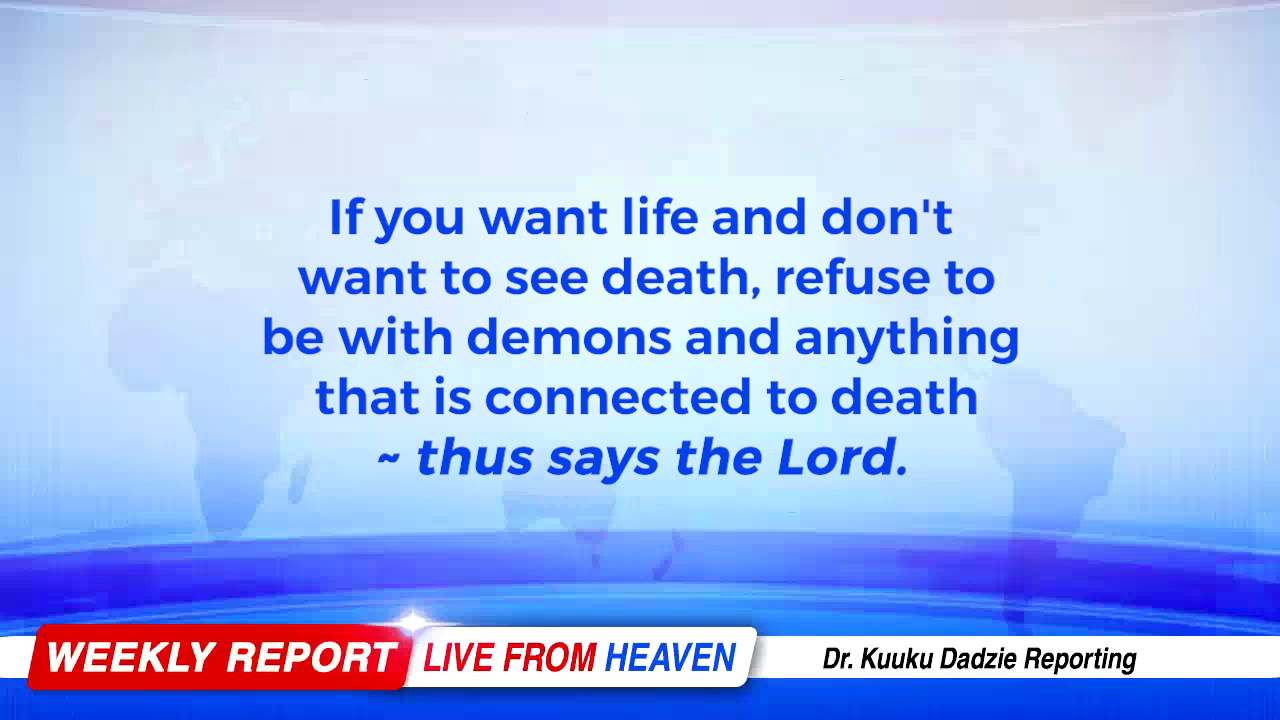 If you want life and don't
want to see death, refuse to
be with demons and anything
that is connected to death
~ thus says the Lord.
WEEKLY REPORT LIVE FROM HEAVEN Dr. Kuuku Dadzie Reporting